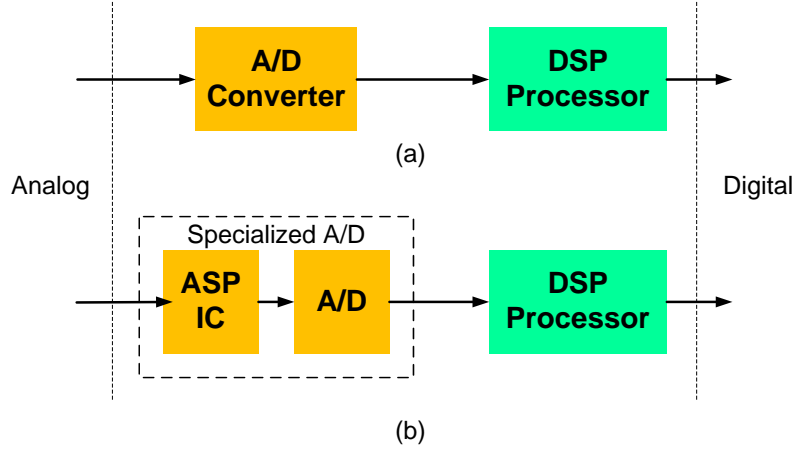 A/D
Converter
DSP
Processor
(a)
Analog
Digital
Specialized A/D
ASP
IC
A/D
DSP
Processor
(b)